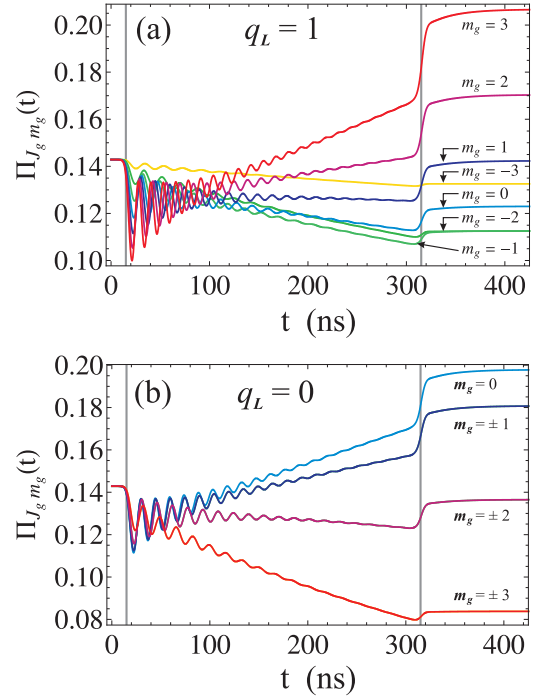 (a) q_L = 1
Π_{J_g m_g}(t)
0.20
0.18
0.16
0.14
0.12
0.10
m_g = 3
m_g = 2
m_g = 1
m_g = −3
m_g = 0
m_g = −2
m_g = −1
0 100 200 300 400
t (ns)
(b) q_L = 0
Π_{J_g m_g}(t)
0.20
0.18
0.16
0.14
0.12
0.10
0.08
m_g = 0
m_g = ± 1
m_g = ± 2
m_g = ± 3
0 100 200 300 400
t (ns)